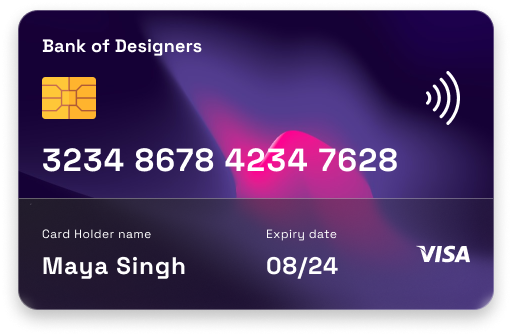 Bank of Designers
3234 8678 4234 7628
Card Holder name
Expiry date
Maya Singh
08/24
VISA